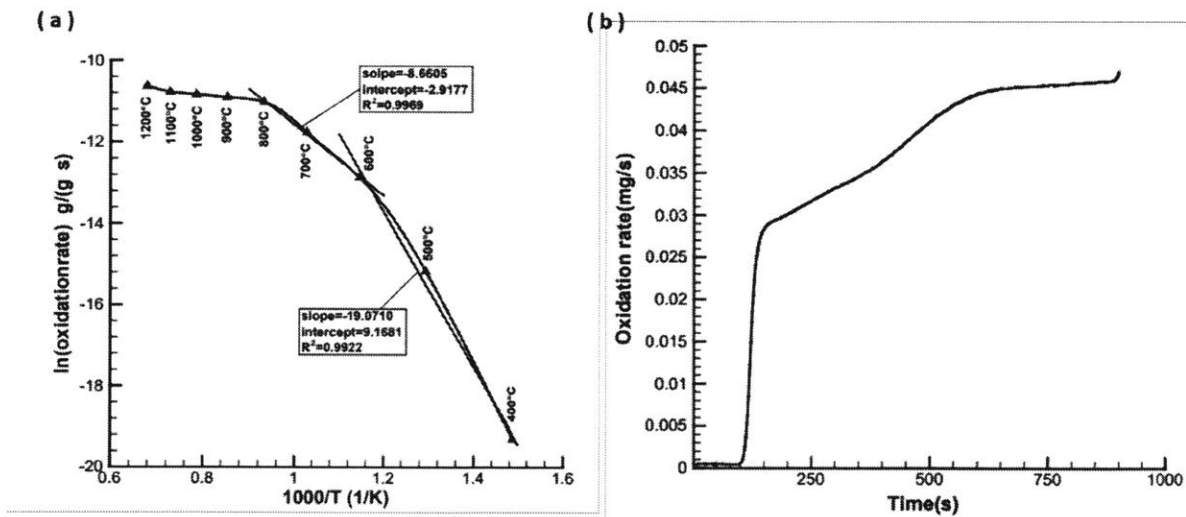 ( a )
-10
-12
-14
-16
-18
-20
ln(oxidationrate) g/(g s)
1200°C
1100°C
1000°C
900°C
800°C
700°C
600°C
500°C
400°C
solpe=-8.6605
intercept=-2.9177
R²=0.9969
slope=-19.0710
intercept=9.1681
R²=0.9922
0.6 0.8 1 1.2 1.4 1.6
1000/T (1/K)
( b )
0.05
0.045
0.04
0.035
0.03
0.025
0.02
0.015
0.01
0.005
0
Oxidation rate(mg/s)
250 500 750 1000
Time(s)